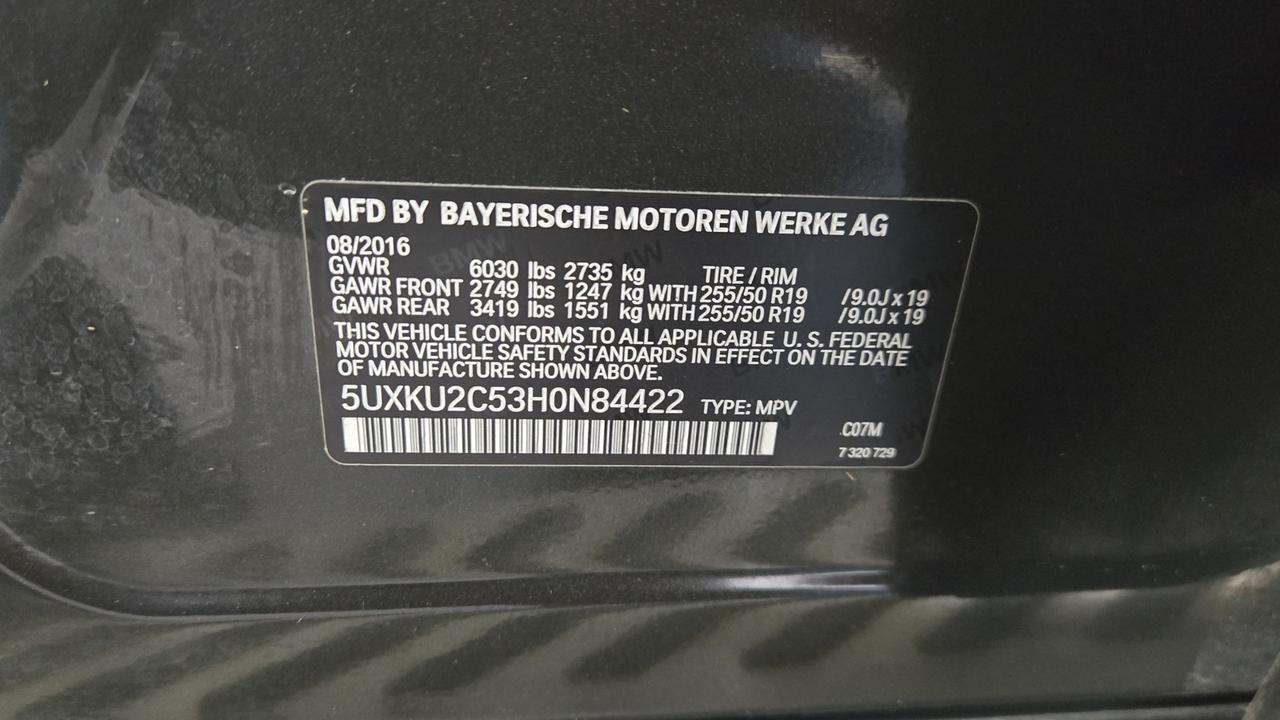 MFD BY BAYERISCHE MOTOREN WERKE AG
08/2016
GVWR 6030 lbs 2735 kg TIRE / RIM
GAWR FRONT 2749 lbs 1247 kg WITH 255/50 R19 /9.0J x 19
GAWR REAR 3419 lbs 1551 kg WITH 255/50 R19 /9.0J x 19
THIS VEHICLE CONFORMS TO ALL APPLICABLE U. S. FEDERAL
MOTOR VEHICLE SAFETY STANDARDS IN EFFECT ON THE DATE
OF MANUFACTURE SHOWN ABOVE.
5UXKU2C53H0N84422 TYPE: MPV
.C07M
7 320 729